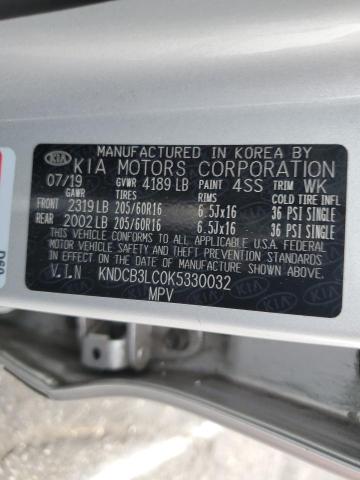 MANUFACTURED IN KOREA BY
KIA KIA MOTORS CORPORATION
07/19 GVWR 4189 LB PAINT 4SS TRIM WK
GAWR TIRES RIMS COLD TIRE INF
FRONT 2319 LB 205/60R16 6.5Jx16 36 PSI SINGLE
REAR 2002 LB 205/60R16 6.5Jx16 36 PSI SINGLE
THIS VEHICLE CONFORMS TO ALL APPLICABLE
FEDERAL MOTOR VEHICLE SAFETY, BUMPER, AND
THEFT PREVENTION STANDARDS IN EFFECT ON
THE DATE OF MANUFACTURE SHOWN ABOVE.
V.I.N KNDCB3LC0K5330032
MPV